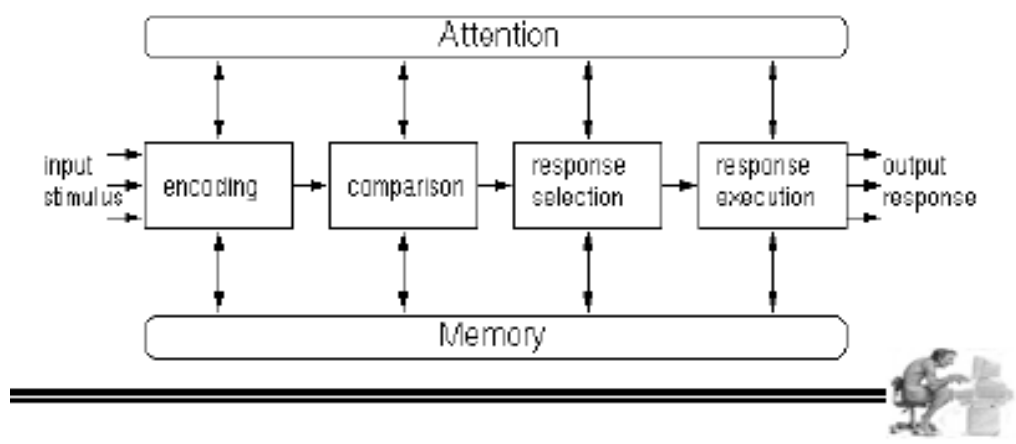 Attention
input
stimulus
encoding
comparison
response
selection
response
execution
output
response
Memory